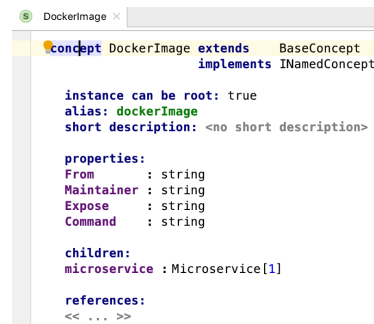 S DockerImage ×
concept DockerImage extends BaseConcept
implements INamedConcept
instance can be root: true
alias: dockerImage
short description: <no short description>
properties:
From : string
Maintainer : string
Expose : string
Command : string
children:
microservice : Microservice[1]
references:
<< ... >>